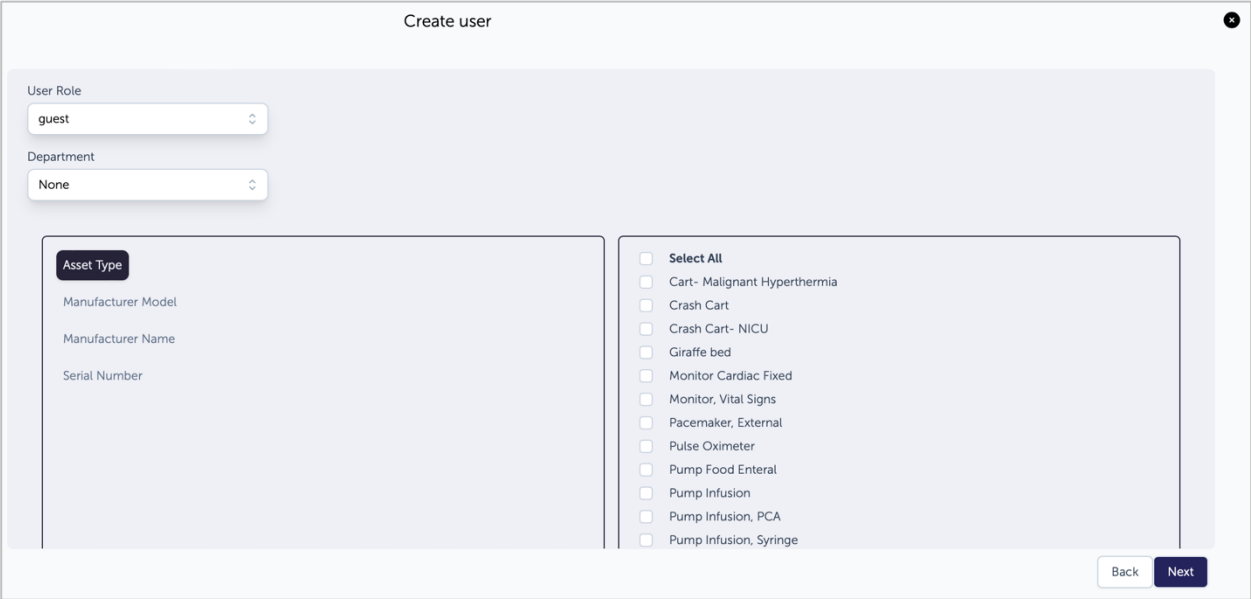 Create user
User Role
guest
Department
None
Asset Type
Manufacturer Model
Manufacturer Name
Serial Number
Select All
Cart- Malignant Hyperthermia
Crash Cart
Crash Cart- NICU
Giraffe bed
Monitor Cardiac Fixed
Monitor, Vital Signs
Pacemaker, External
Pulse Oximeter
Pump Food Enteral
Pump Infusion
Pump Infusion, PCA
Pump Infusion, Syringe
Back
Next